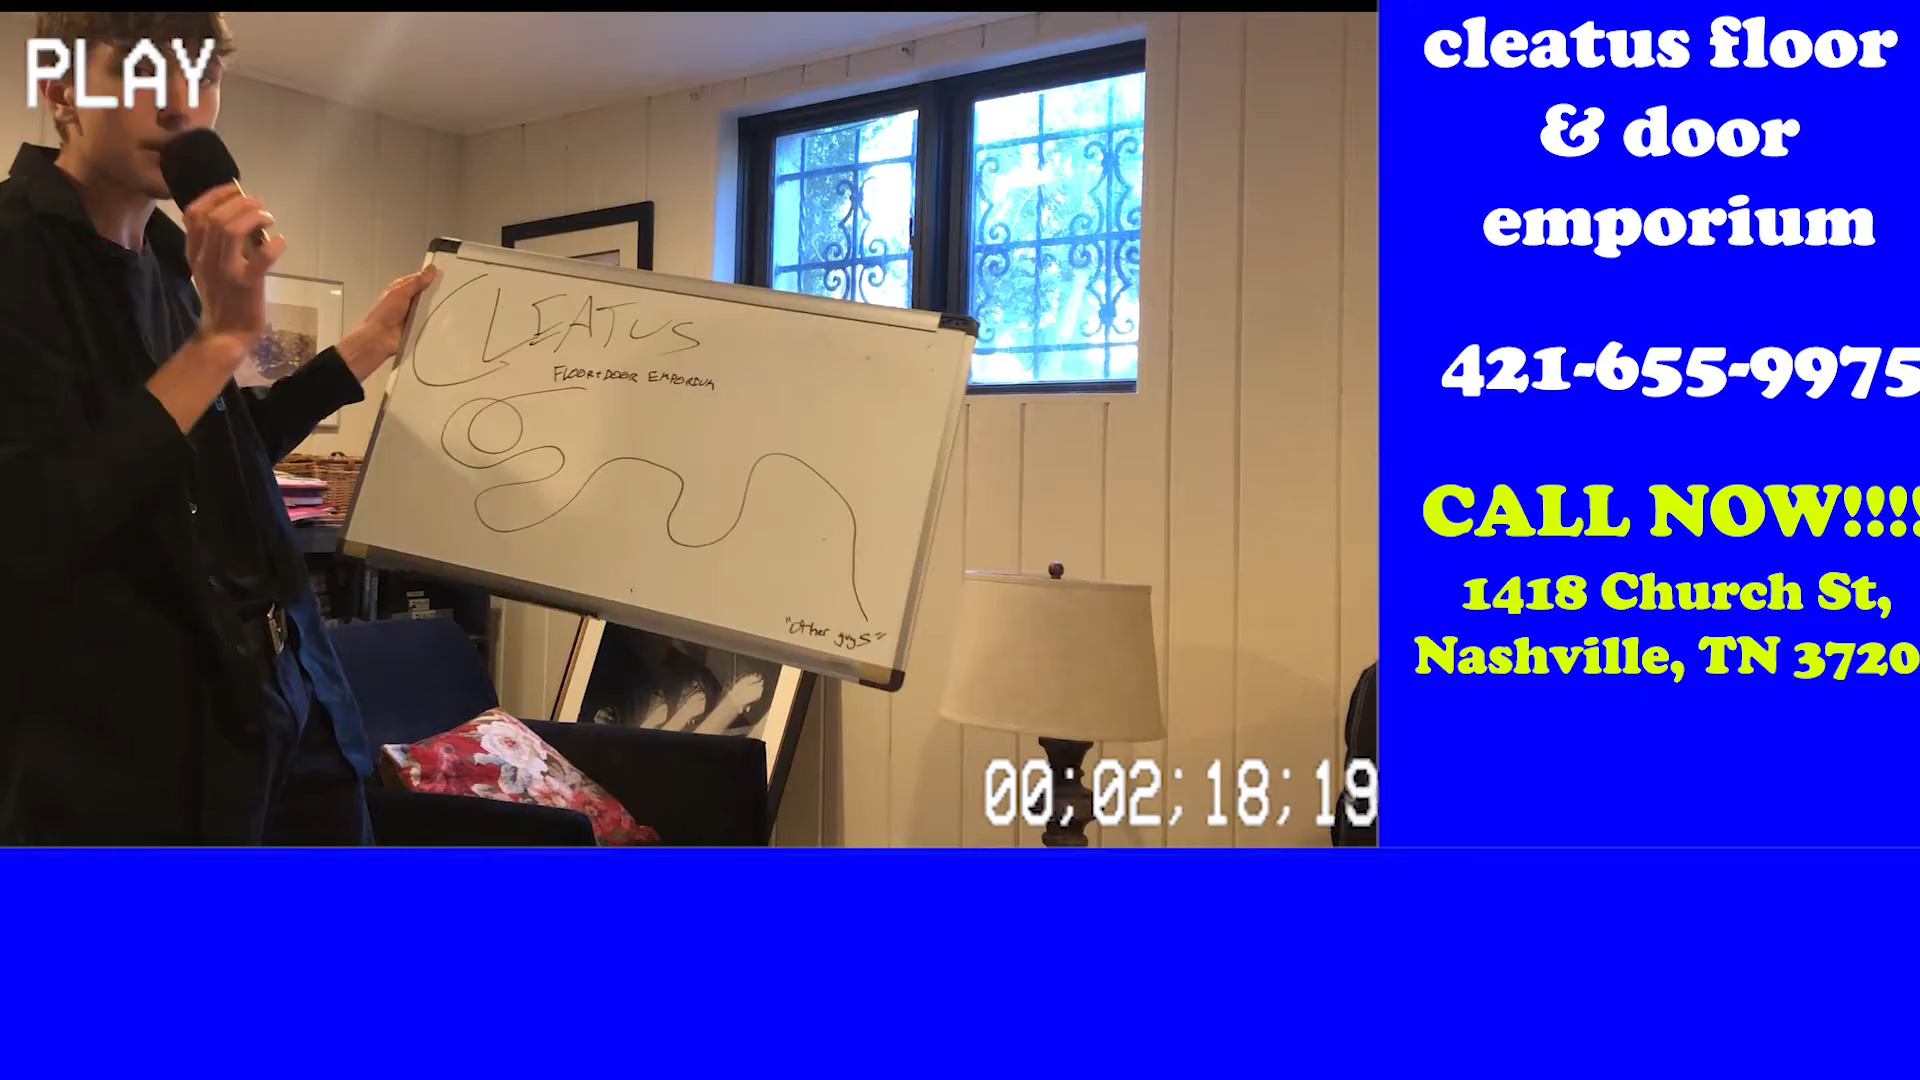 PLAY
CLEATUS
FLOOR + DOOR EMPORIUM
"other guys"
00;02;18;19
cleatus floor
& door
emporium
421-655-9975
CALL NOW!!!!
1418 Church St,
Nashville, TN 3720